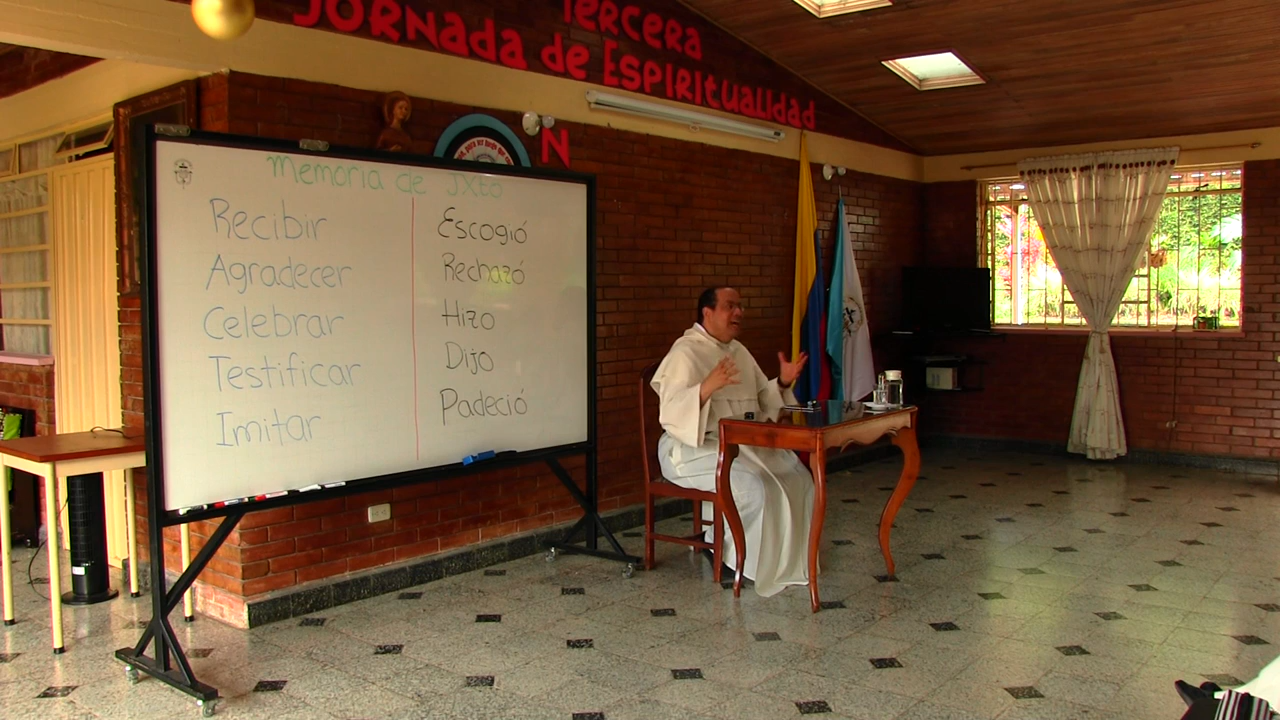 Tercera
Jornada de Espiritualidad
N
Memoria de JXto
Recibir
Agradecer
Celebrar
Testificar
Imitar
Escogió
Rechazó
Hizo
Dijo
Padeció